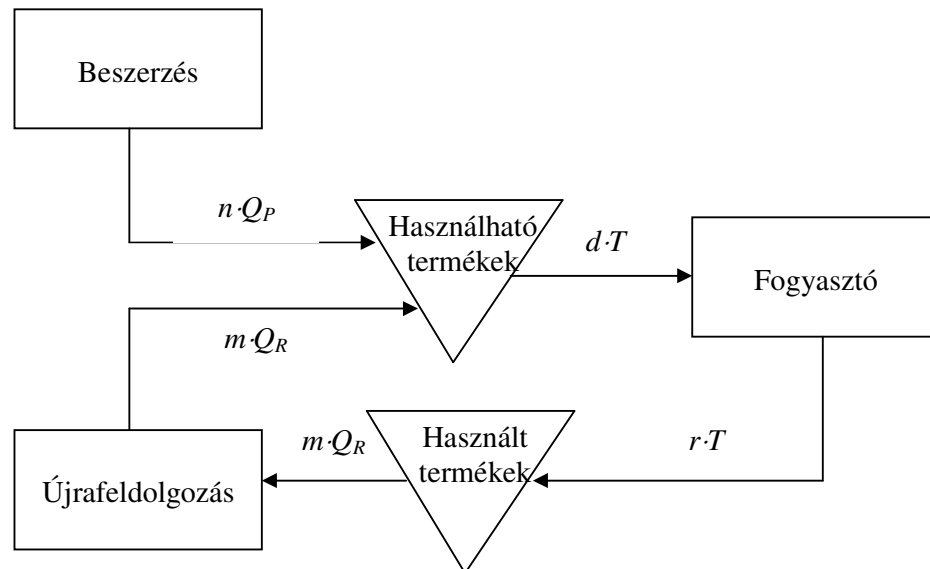 Beszerzés
n·Q_P
Használható
termékek
d·T
Fogyasztó
m·Q_R
Használt
termékek
m·Q_R
r·T
Újrafeldolgozás